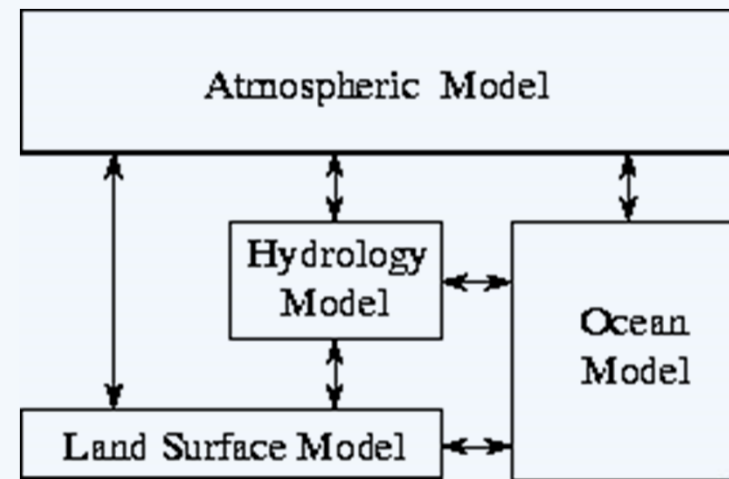 Atmospheric Model
Hydrology
Model
Ocean
Model
Land Surface Model